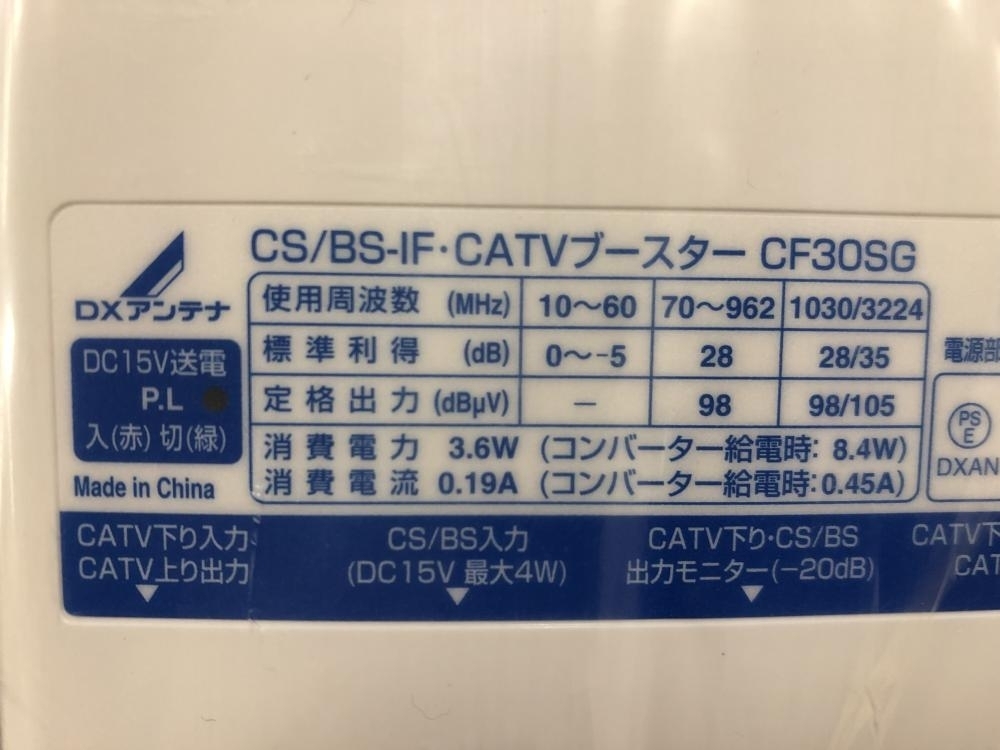 CS/BS-IF・CATVブースター CF30SG
DXアンテナ
DC15V送電
P.L
入(赤) 切(緑)
Made in China
使用周波数 (MHz) 10〜60 70〜962 1030/3224
標準利得 (dB) 0〜-5 28 28/35
定格出力 (dBμV) — 98 98/105
消費電力 3.6W (コンバーター給電時: 8.4W)
消費電流 0.19A (コンバーター給電時:0.45A)
電源部
PS
E
DXAN
CATV下り入力
CATV上り出力
CS/BS入力
(DC15V 最大4W)
CATV下り・CS/BS
出力モニター(-20dB)
CATV下
CAT